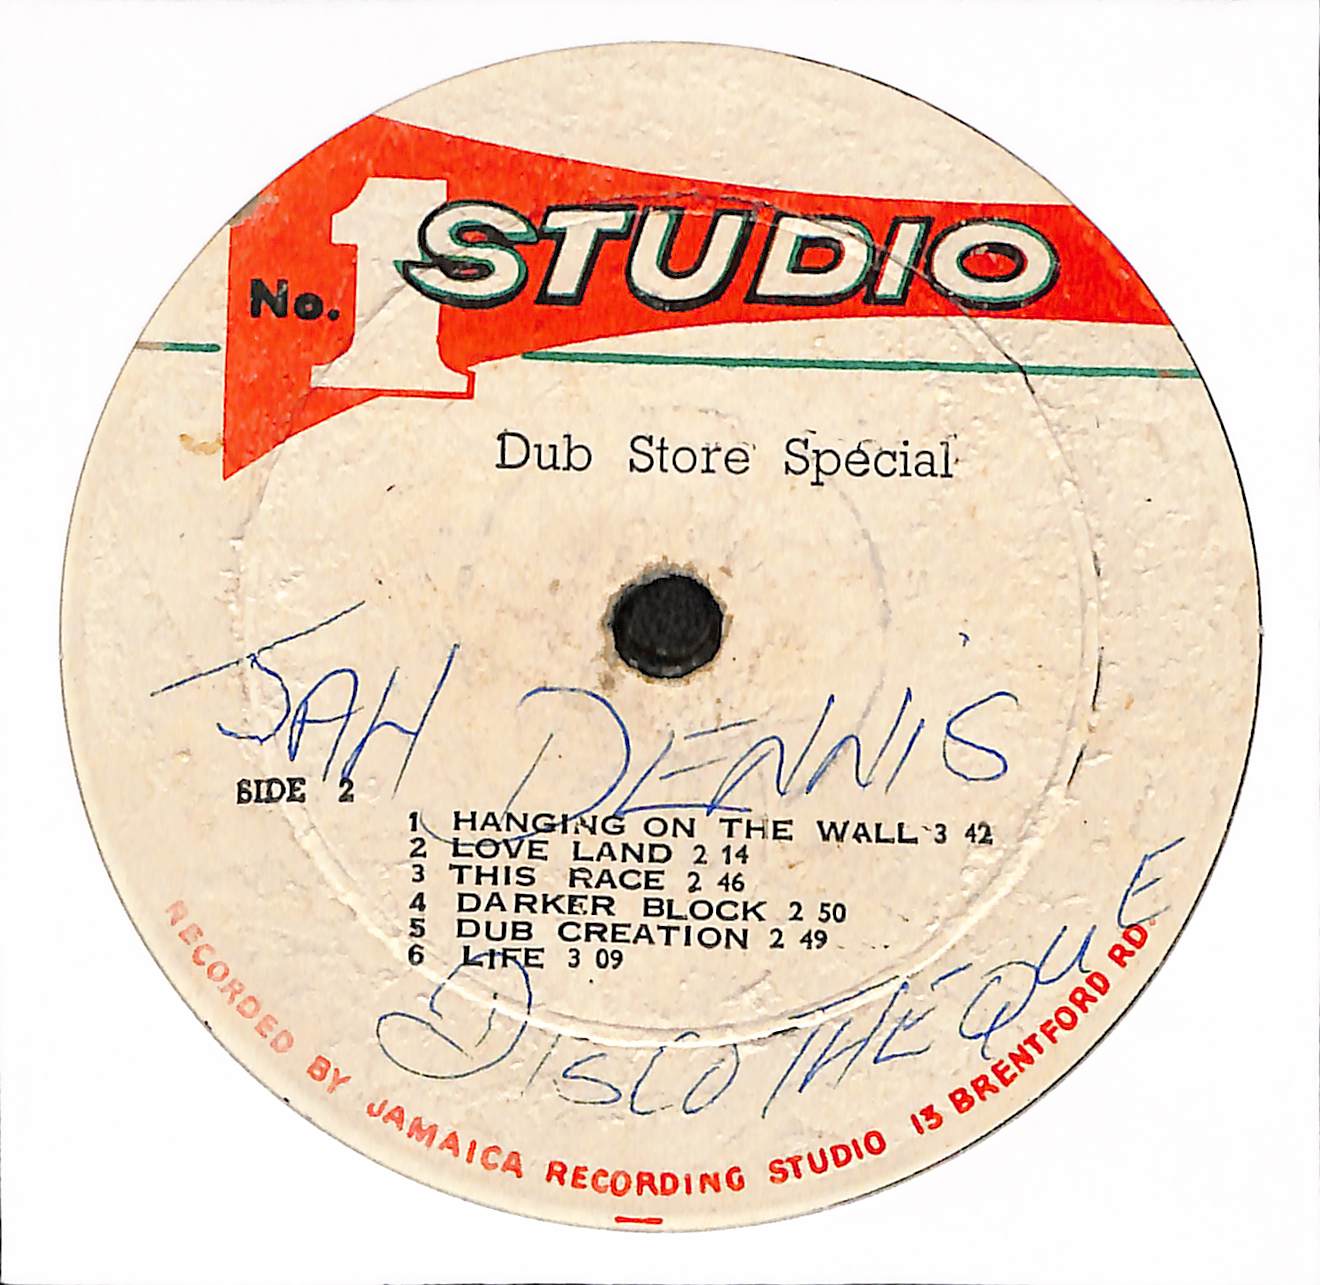 No. 1 STUDIO
Dub Store Special
JAH DENNIS
SIDE 2
1 HANGING ON THE WALL 3 42
2 LOVE LAND 2 14
3 THIS RACE 2 46
4 DARKER BLOCK 2 50
5 DUB CREATION 2 49
6 LIFE 3 09
DISCOTHEQUE
RECORDED BY JAMAICA RECORDING STUDIO 13 BRENTFORD RD.